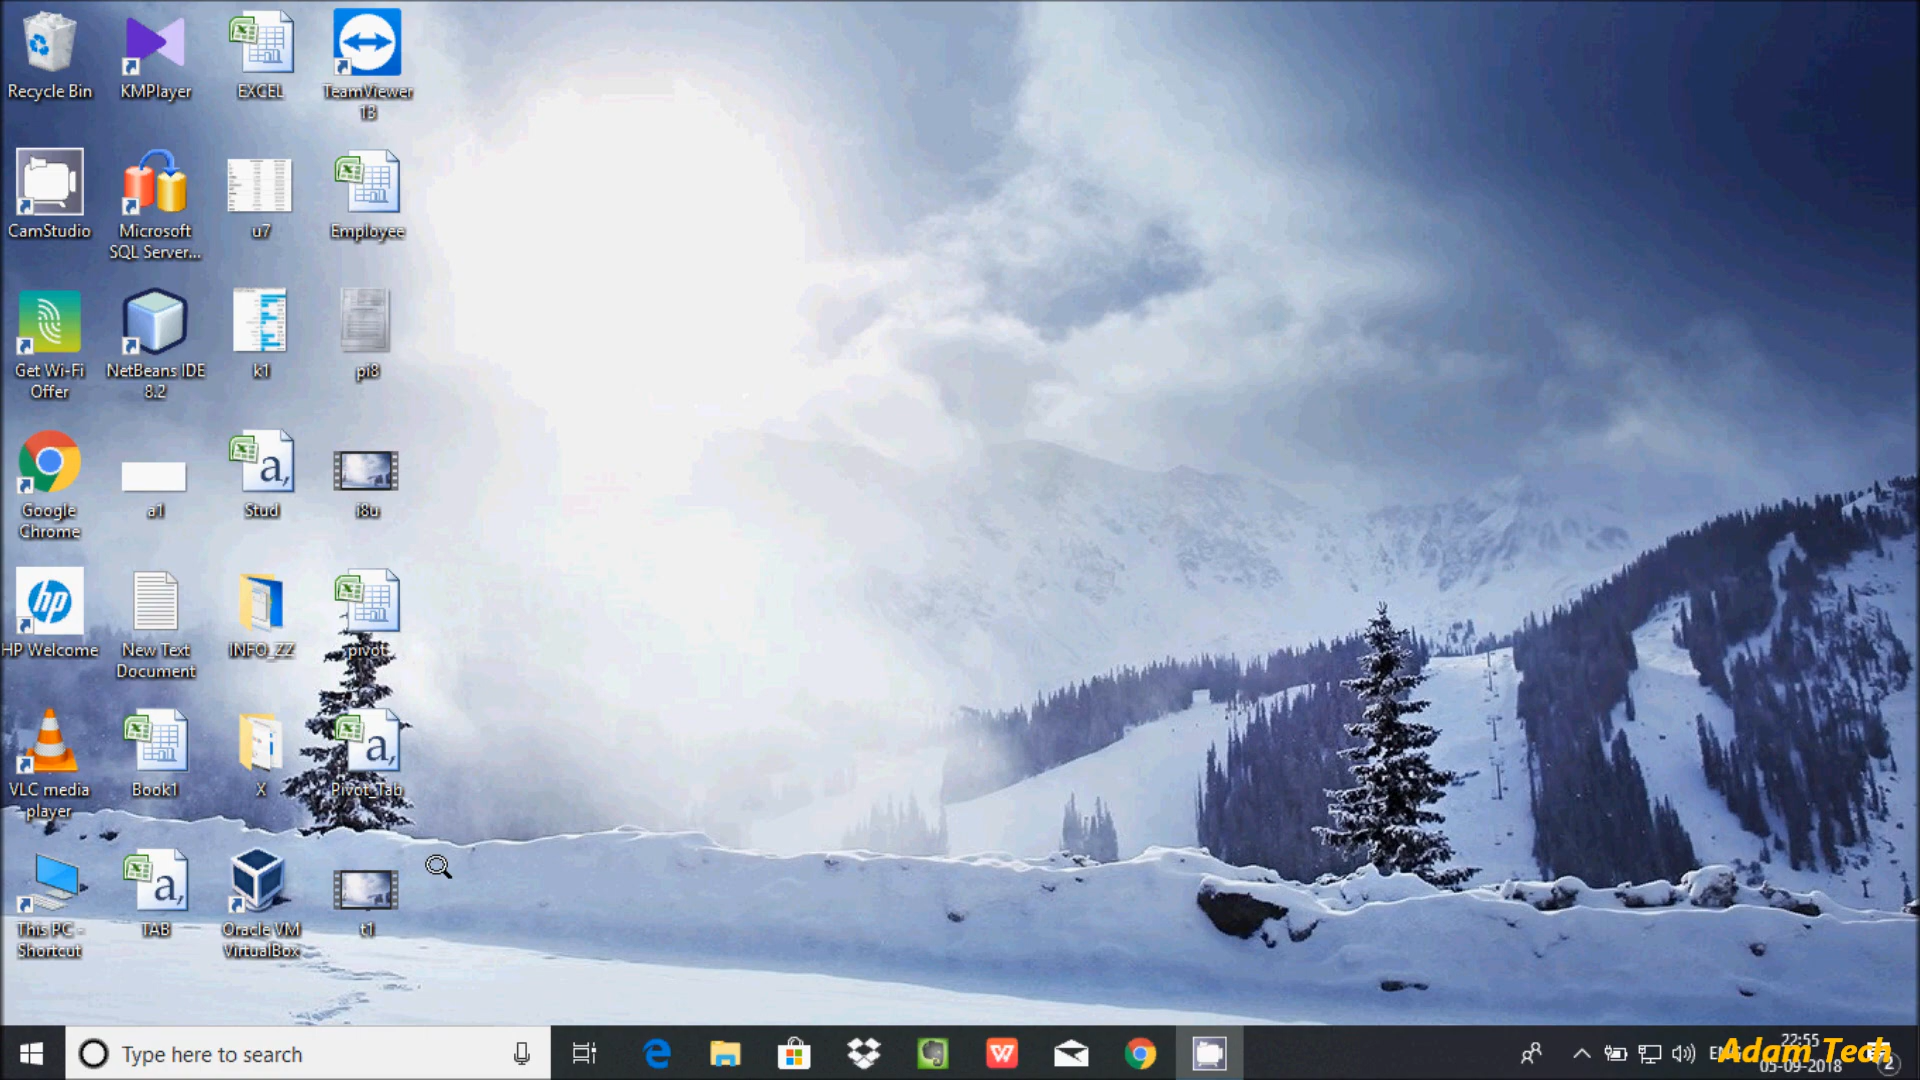 Recycle Bin
KMPlayer
EXCEL
TeamViewer
13
CamStudio
Microsoft
SQL Server...
u7
Employee
Get Wi-Fi
Offer
NetBeans IDE
8.2
k1
pi8
Google
Chrome
a1
Stud
i8u
HP Welcome
New Text
Document
INFO_ZZ
pivot
VLC media
player
Book1
X
Pivot_Tab
This PC -
Shortcut
TAB
Oracle VM
VirtualBox
t1
Type here to search
22:55
Adam Tech
05-09-2018
2